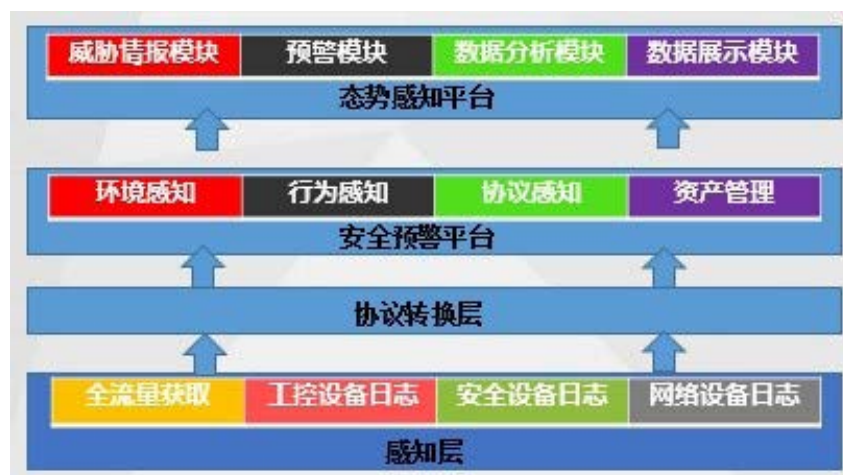 威胁情报模块 预警模块 数据分析模块 数据展示模块
态势感知平台
环境感知 行为感知 协议感知 资产管理
安全预警平台
协议转换层
全流量获取 工控设备日志 安全设备日志 网络设备日志
感知层